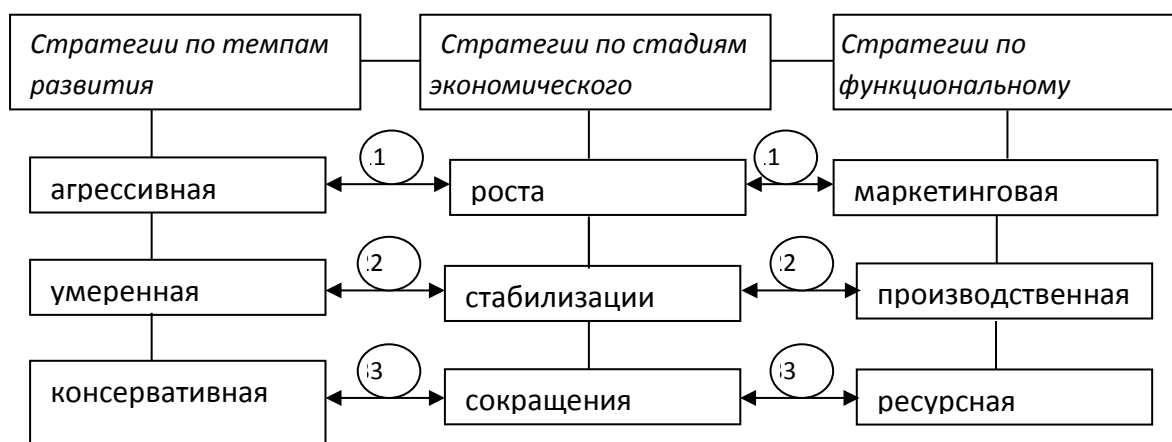 Стратегии по темпам
развития
Стратегии по стадиям
экономического
Стратегии по
функциональному
агрессивная
1
роста
1
маркетинговая
умеренная
2
стабилизации
2
производственная
консервативная
3
сокращения
3
ресурсная